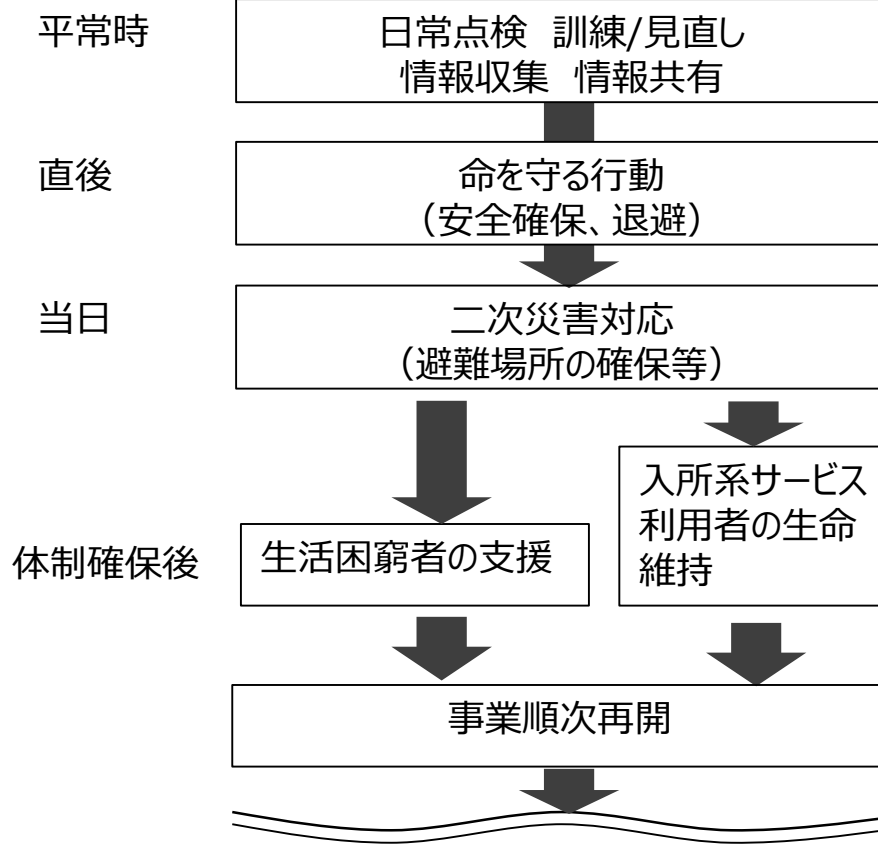 平常時
日常点検 訓練/見直し
情報収集 情報共有
直後
命を守る行動
（安全確保、退避）
当日
二次災害対応
（避難場所の確保等）
体制確保後
生活困窮者の支援
入所系サービス
利用者の生命
維持
事業順次再開